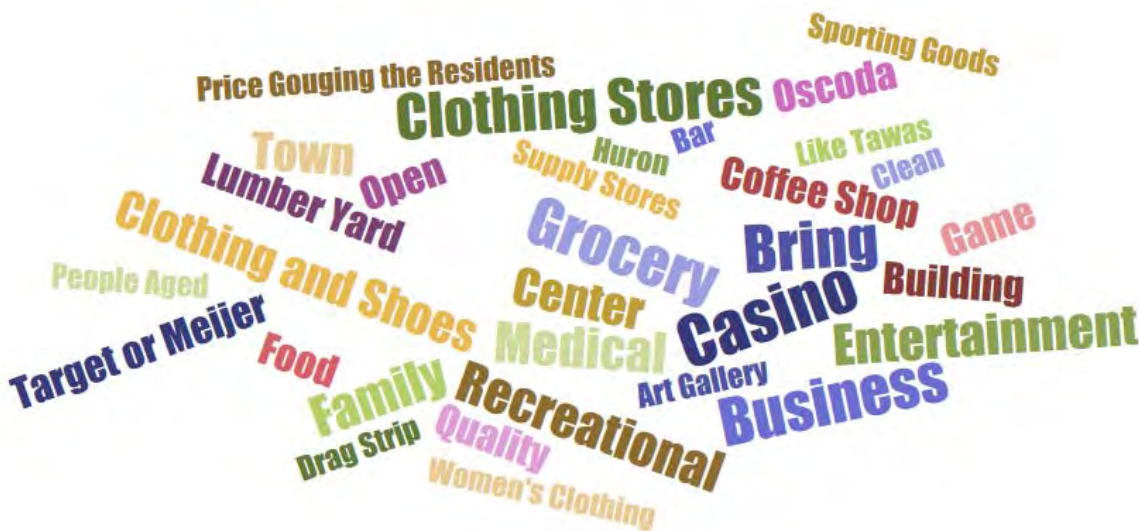 Sporting Goods
Price Gouging the Residents
Clothing Stores
Oscoda
Town
Huron
Bar
Like Tawas
Lumber Yard
Open
Supply Stores
Coffee Shop
Clean
Clothing and Shoes
Grocery
Bring
Game
People Aged
Center
Casino
Building
Target or Meijer
Food
Medical
Entertainment
Family
Recreational
Art Gallery
Business
Drag Strip
Quality
Women's Clothing